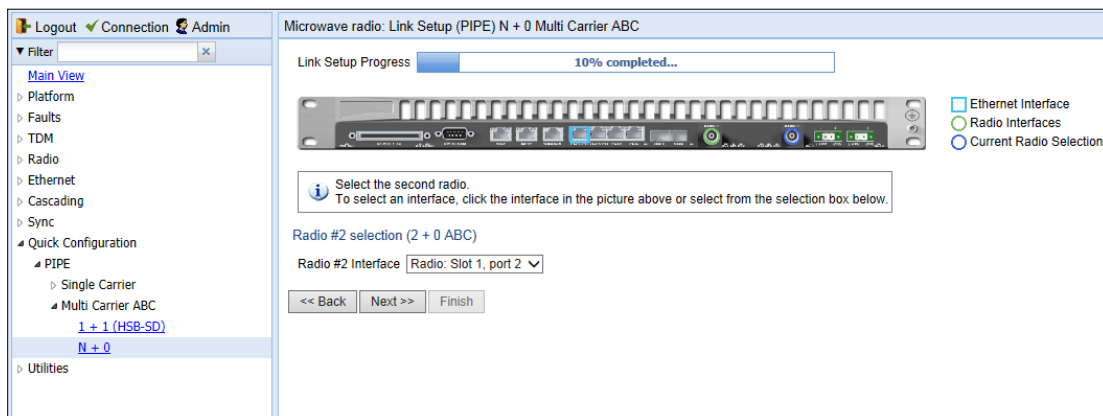 Logout Connection Admin
Filter
Main View
Platform
Faults
TDM
Radio
Ethernet
Cascading
Sync
Quick Configuration
PIPE
Single Carrier
Multi Carrier ABC
1 + 1 (HSB-SD)
N + 0
Utilities
Microwave radio: Link Setup (PIPE) N + 0 Multi Carrier ABC
Link Setup Progress 10% completed...
Ethernet Interface
Radio Interfaces
Current Radio Selection
Select the second radio.
To select an interface, click the interface in the picture above or select from the selection box below.
Radio #2 selection (2 + 0 ABC)
Radio #2 Interface Radio: Slot 1, port 2
<< Back Next >> Finish